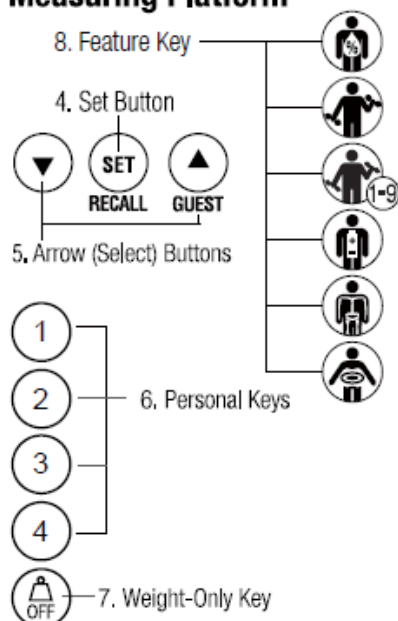 Measuring Platform
8. Feature Key
%
4. Set Button
SET
RECALL
GUEST
1-9
5. Arrow (Select) Buttons
1
2
6. Personal Keys
3
4
OFF
7. Weight-Only Key